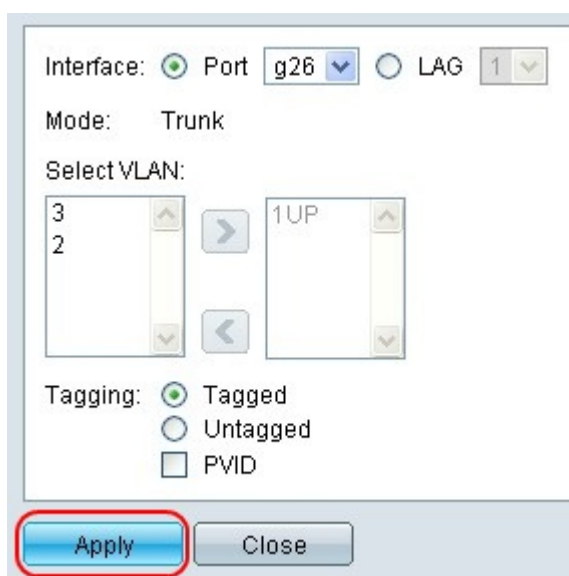 Interface: Port g26 LAG 1
Mode: Trunk
Select VLAN:
3 1UP
2
>
<
Tagging: Tagged
Untagged
PVID
Apply Close